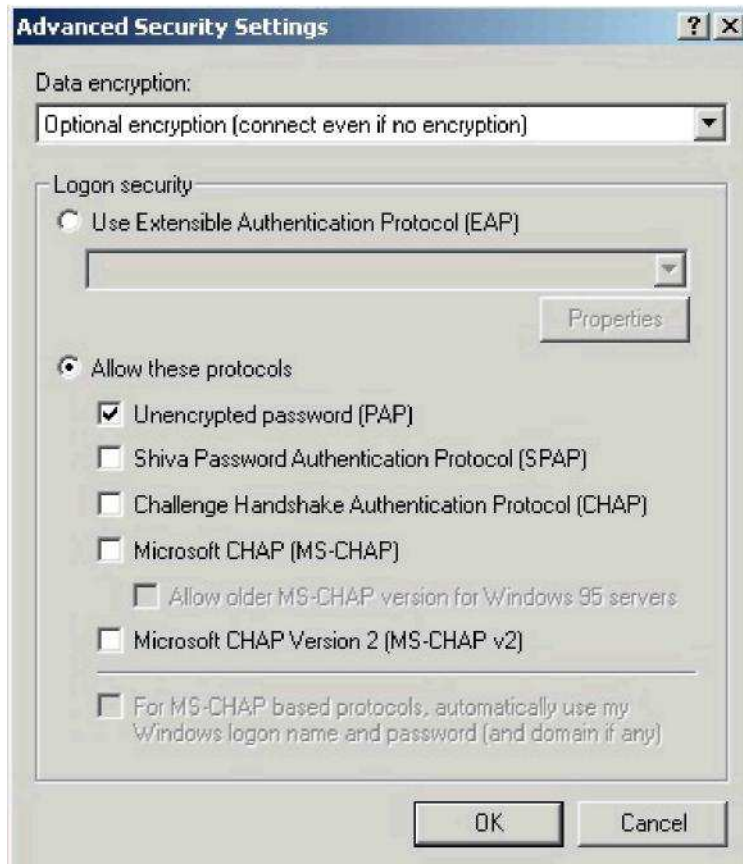 Advanced Security Settings
Data encryption:
Optional encryption (connect even if no encryption)
Logon security
Use Extensible Authentication Protocol (EAP)
Properties
Allow these protocols
Unencrypted password (PAP)
Shiva Password Authentication Protocol (SPAP)
Challenge Handshake Authentication Protocol (CHAP)
Microsoft CHAP (MS-CHAP)
Allow older MS-CHAP version for Windows 95 servers
Microsoft CHAP Version 2 (MS-CHAP v2)
For MS-CHAP based protocols, automatically use my
Windows logon name and password (and domain if any)
OK Cancel